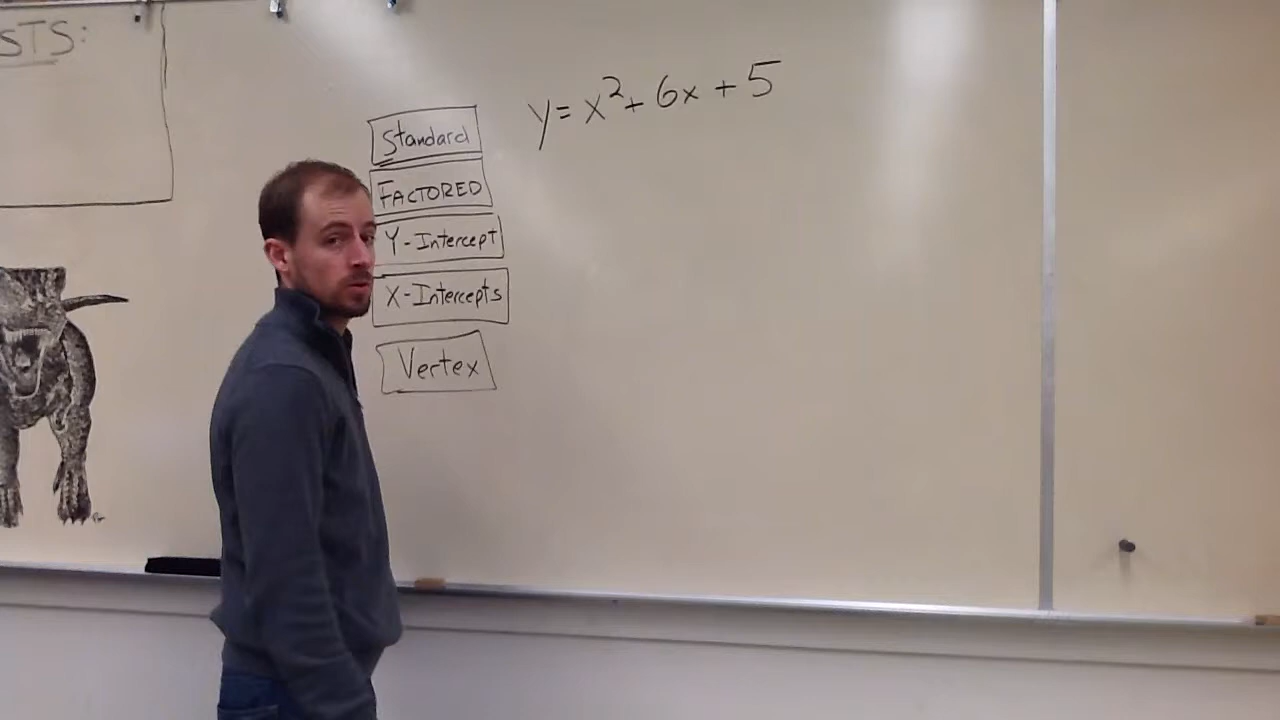 STS:
y = x² + 6x + 5
Standard
FACTORED
Y-Intercept
X-Intercepts
Vertex